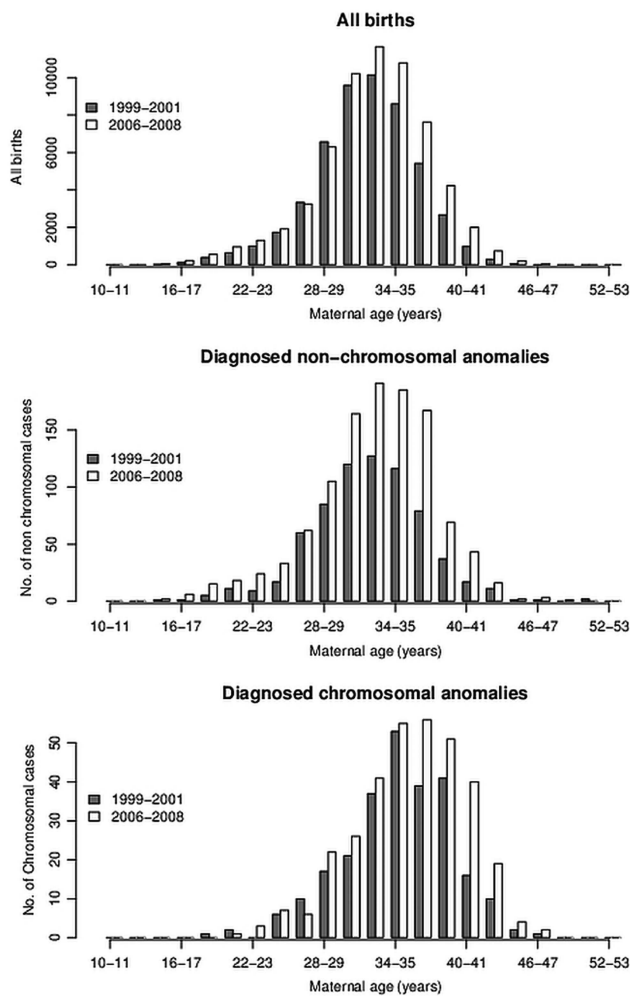 All births
All births
10000
6000
2000
0
1999−2001
2006−2008
10−11 16−17 22−23 28−29 34−35 40−41 46−47 52−53
Maternal age (years)
Diagnosed non−chromosomal anomalies
No. of non chromosomal cases
150
100
50
0
1999−2001
2006−2008
10−11 16−17 22−23 28−29 34−35 40−41 46−47 52−53
Maternal age (years)
Diagnosed chromosomal anomalies
No. of Chromosomal cases
50
40
30
20
10
0
1999−2001
2006−2008
10−11 16−17 22−23 28−29 34−35 40−41 46−47 52−53
Maternal age (years)